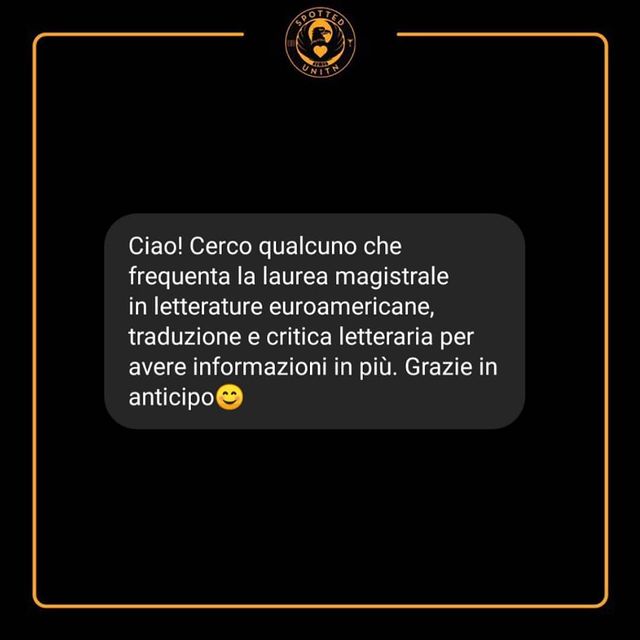 SPOTTED
UNITN
Ciao! Cerco qualcuno che
frequenta la laurea magistrale
in letterature euroamericane,
traduzione e critica letteraria per
avere informazioni in più. Grazie in
anticipo😊